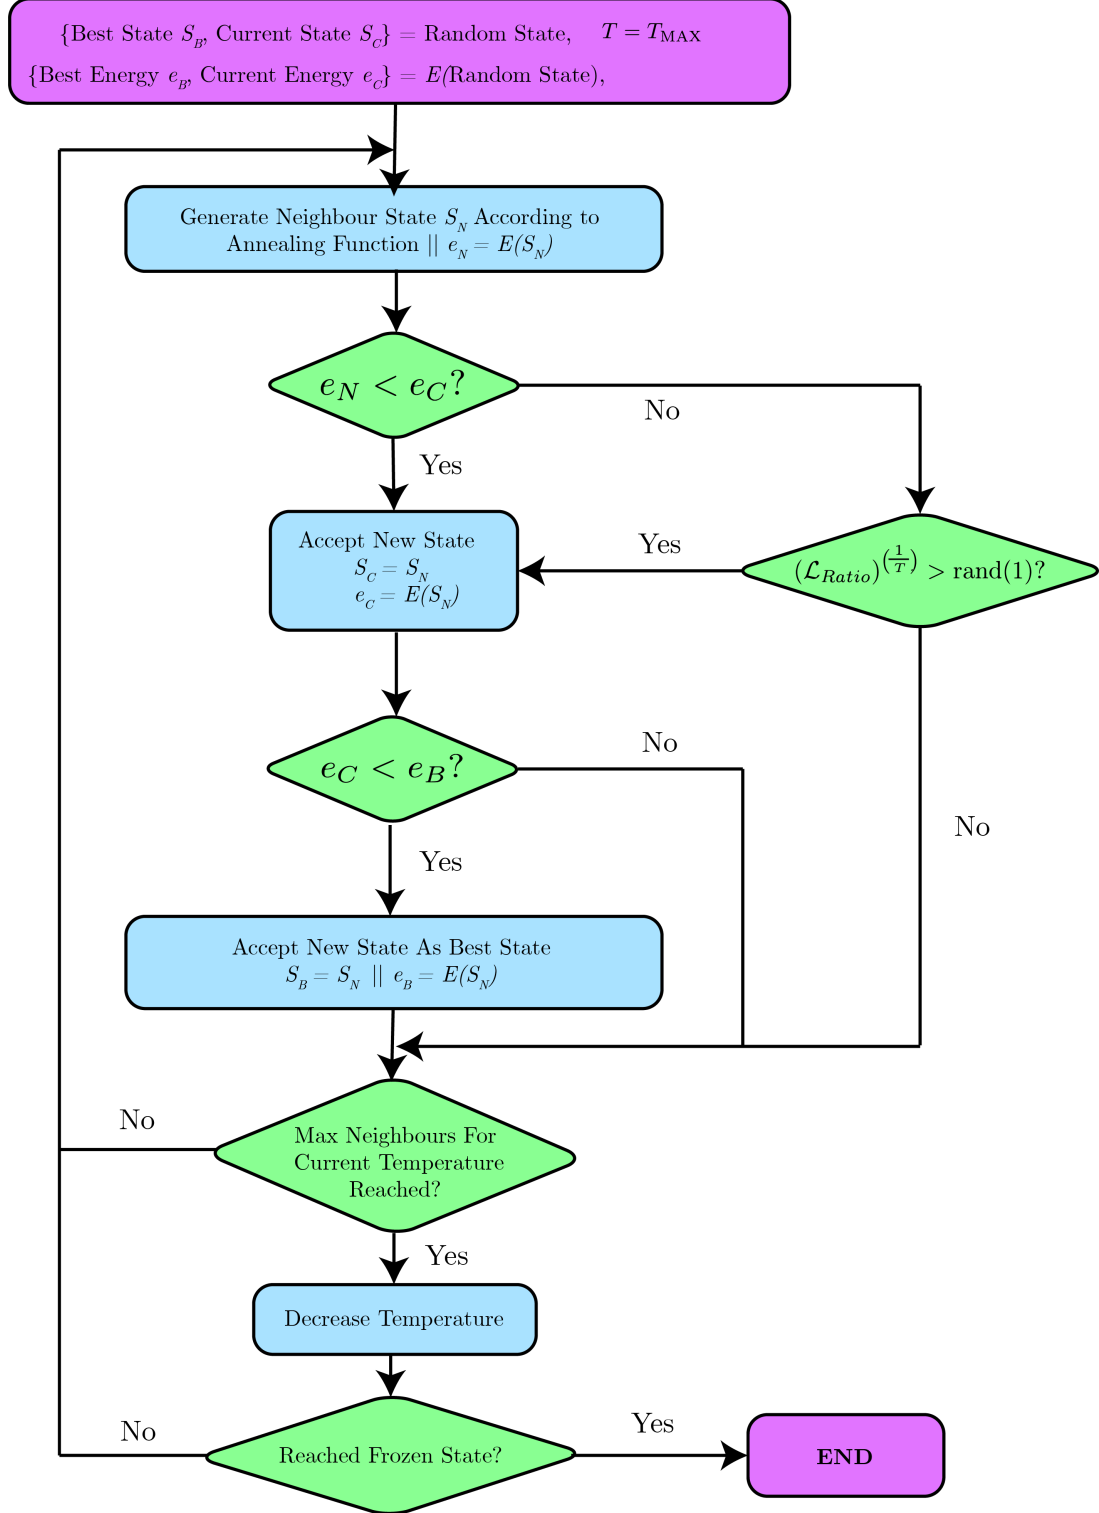 {Best State S_B, Current State S_C} = Random State, T = T_MAX
{Best Energy e_B, Current Energy e_C} = E(Random State),
Generate Neighbour State S_N According to
Annealing Function || e_N = E(S_N)
e_N < e_C?
No
Yes
Accept New State
S_C = S_N
e_C = E(S_N)
Yes
(ℒ_Ratio)^(1/T) > rand(1)?
e_C < e_B?
No
No
Yes
Accept New State As Best State
S_B = S_N || e_B = E(S_N)
No
Max Neighbours For
Current Temperature
Reached?
Yes
Decrease Temperature
No
Reached Frozen State?
Yes
END